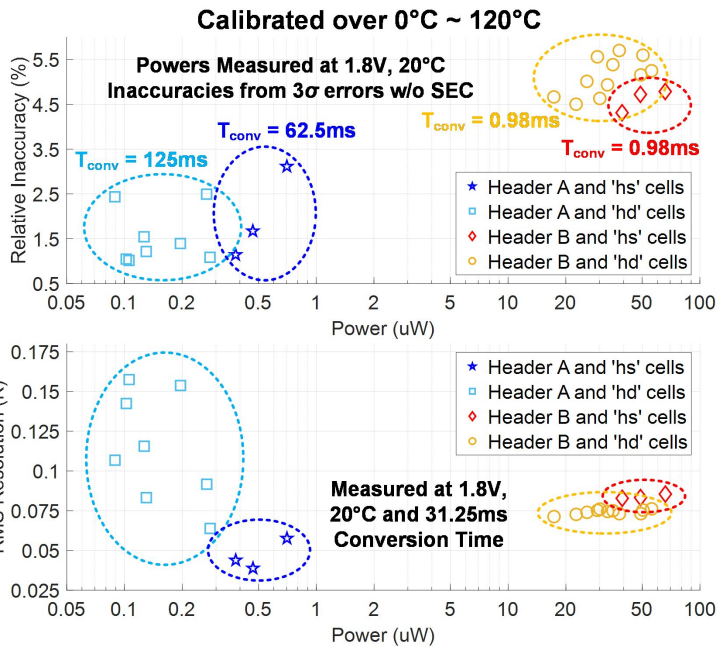 Calibrated over 0°C ~ 120°C
Relative Inaccuracy (%)
5.5
4.5
3.5
2.5
1.5
0.5
Powers Measured at 1.8V, 20°C
Inaccuracies from 3σ errors w/o SEC
T_conv = 125ms
T_conv = 62.5ms
T_conv = 0.98ms
T_conv = 0.98ms
Header A and 'hs' cells
Header A and 'hd' cells
Header B and 'hs' cells
Header B and 'hd' cells
0.05 0.1 0.2 0.5 1 2 5 10 20 50 100
Power (uW)
0.175
0.15
0.125
0.1
0.075
0.05
0.025
Header A and 'hs' cells
Header A and 'hd' cells
Header B and 'hs' cells
Header B and 'hd' cells
Measured at 1.8V,
20°C and 31.25ms
Conversion Time
0.05 0.1 0.2 0.5 1 2 5 10 20 50 100
Power (uW)